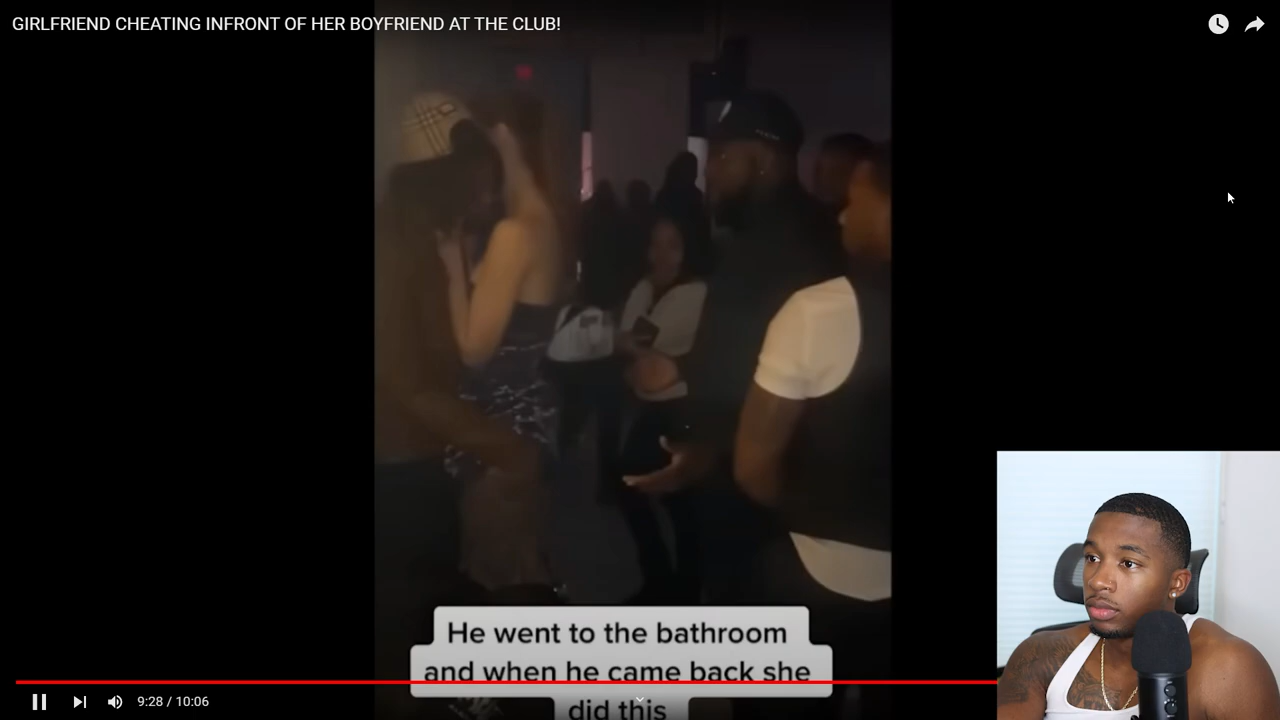 GIRLFRIEND CHEATING INFRONT OF HER BOYFRIEND AT THE CLUB!
He went to the bathroom
and when he came back she
did this
9:28 / 10:06